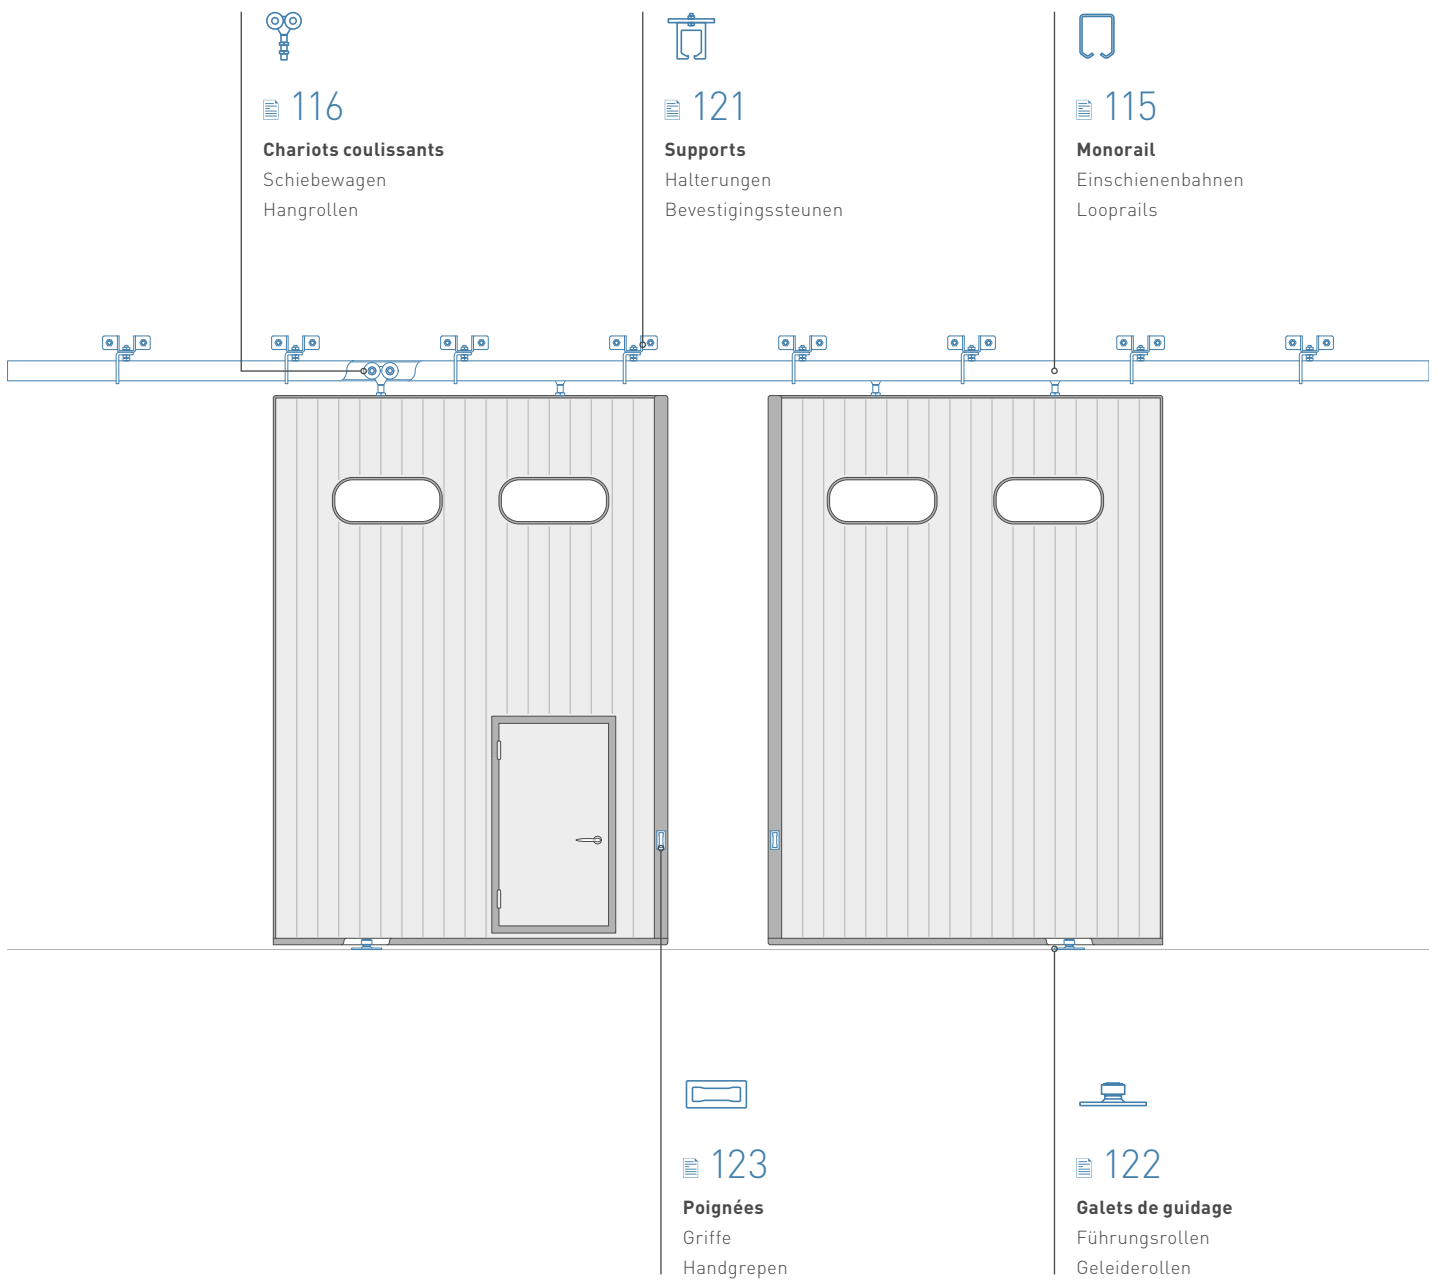 116
Chariots coulissants
Schiebewagen
Hangrollen
121
Supports
Halterungen
Bevestigingssteunen
115
Monorail
Einschienenbahnen
Looprails
123
Poignées
Griffe
Handgrepen
122
Galets de guidage
Führungsrollen
Geleiderollen